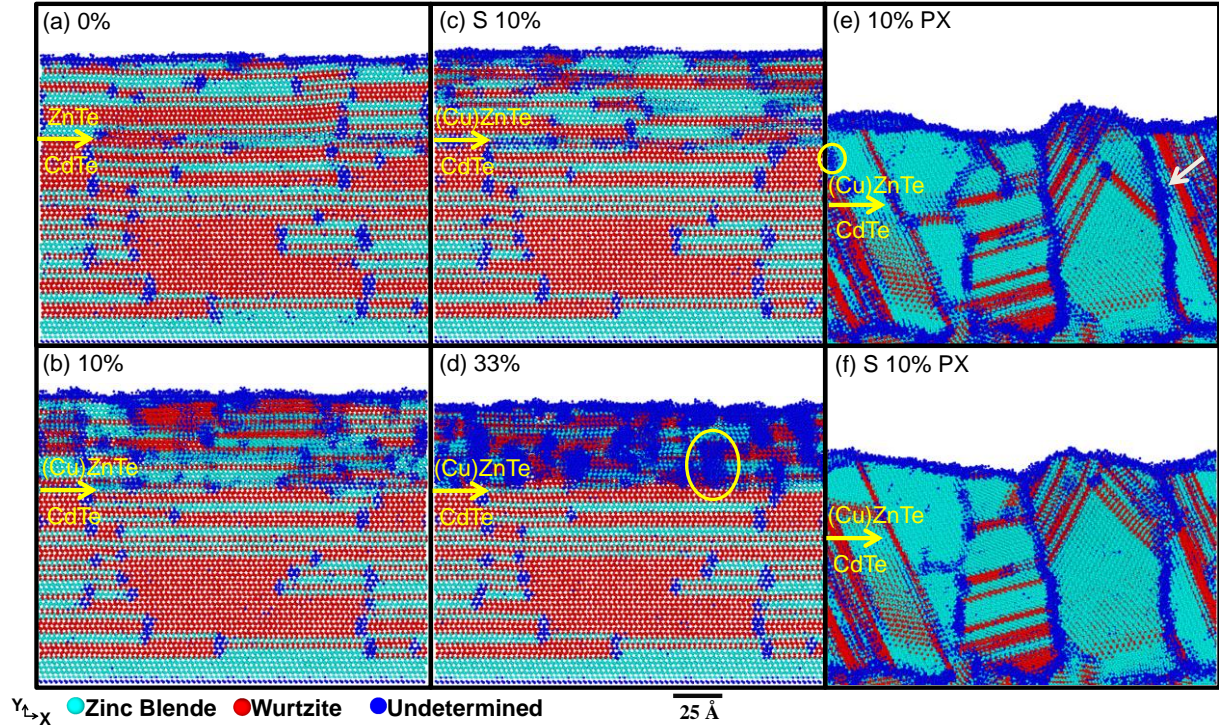 (a) 0%
ZnTe
CdTe
(b) 10%
(Cu)ZnTe
CdTe
(c) S 10%
(Cu)ZnTe
CdTe
(d) 33%
(Cu)ZnTe
CdTe
(e) 10% PX
(Cu)ZnTe
CdTe
(f) S 10% PX
(Cu)ZnTe
CdTe
Y
X
Zinc Blende Wurtzite Undetermined
25 Å